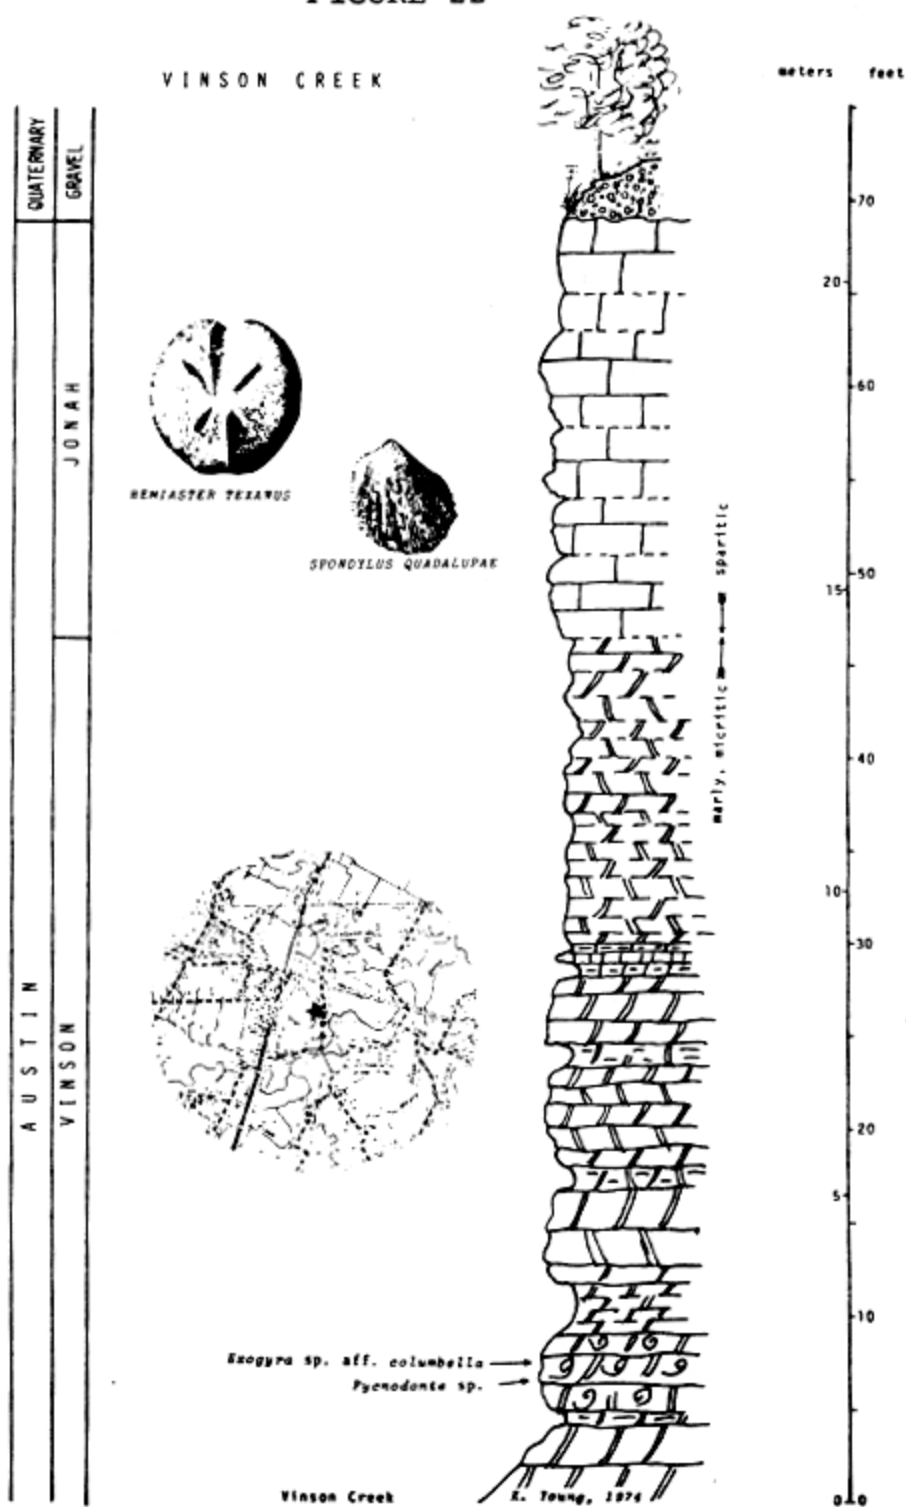 VINSON CREEK
meters feet
QUATERNARY
GRAVEL
70
20
JONAH
60
HEMIASTER TEXANUS
SPONDYLUS QUADALUPAE
sparitic
50
15
marly, micritic
40
10
30
AUSTIN
VINSON
20
5
10
Exogyra sp. aff. columbella
Pycnodonte sp.
Vinson Creek K. Young, 1974
0 0